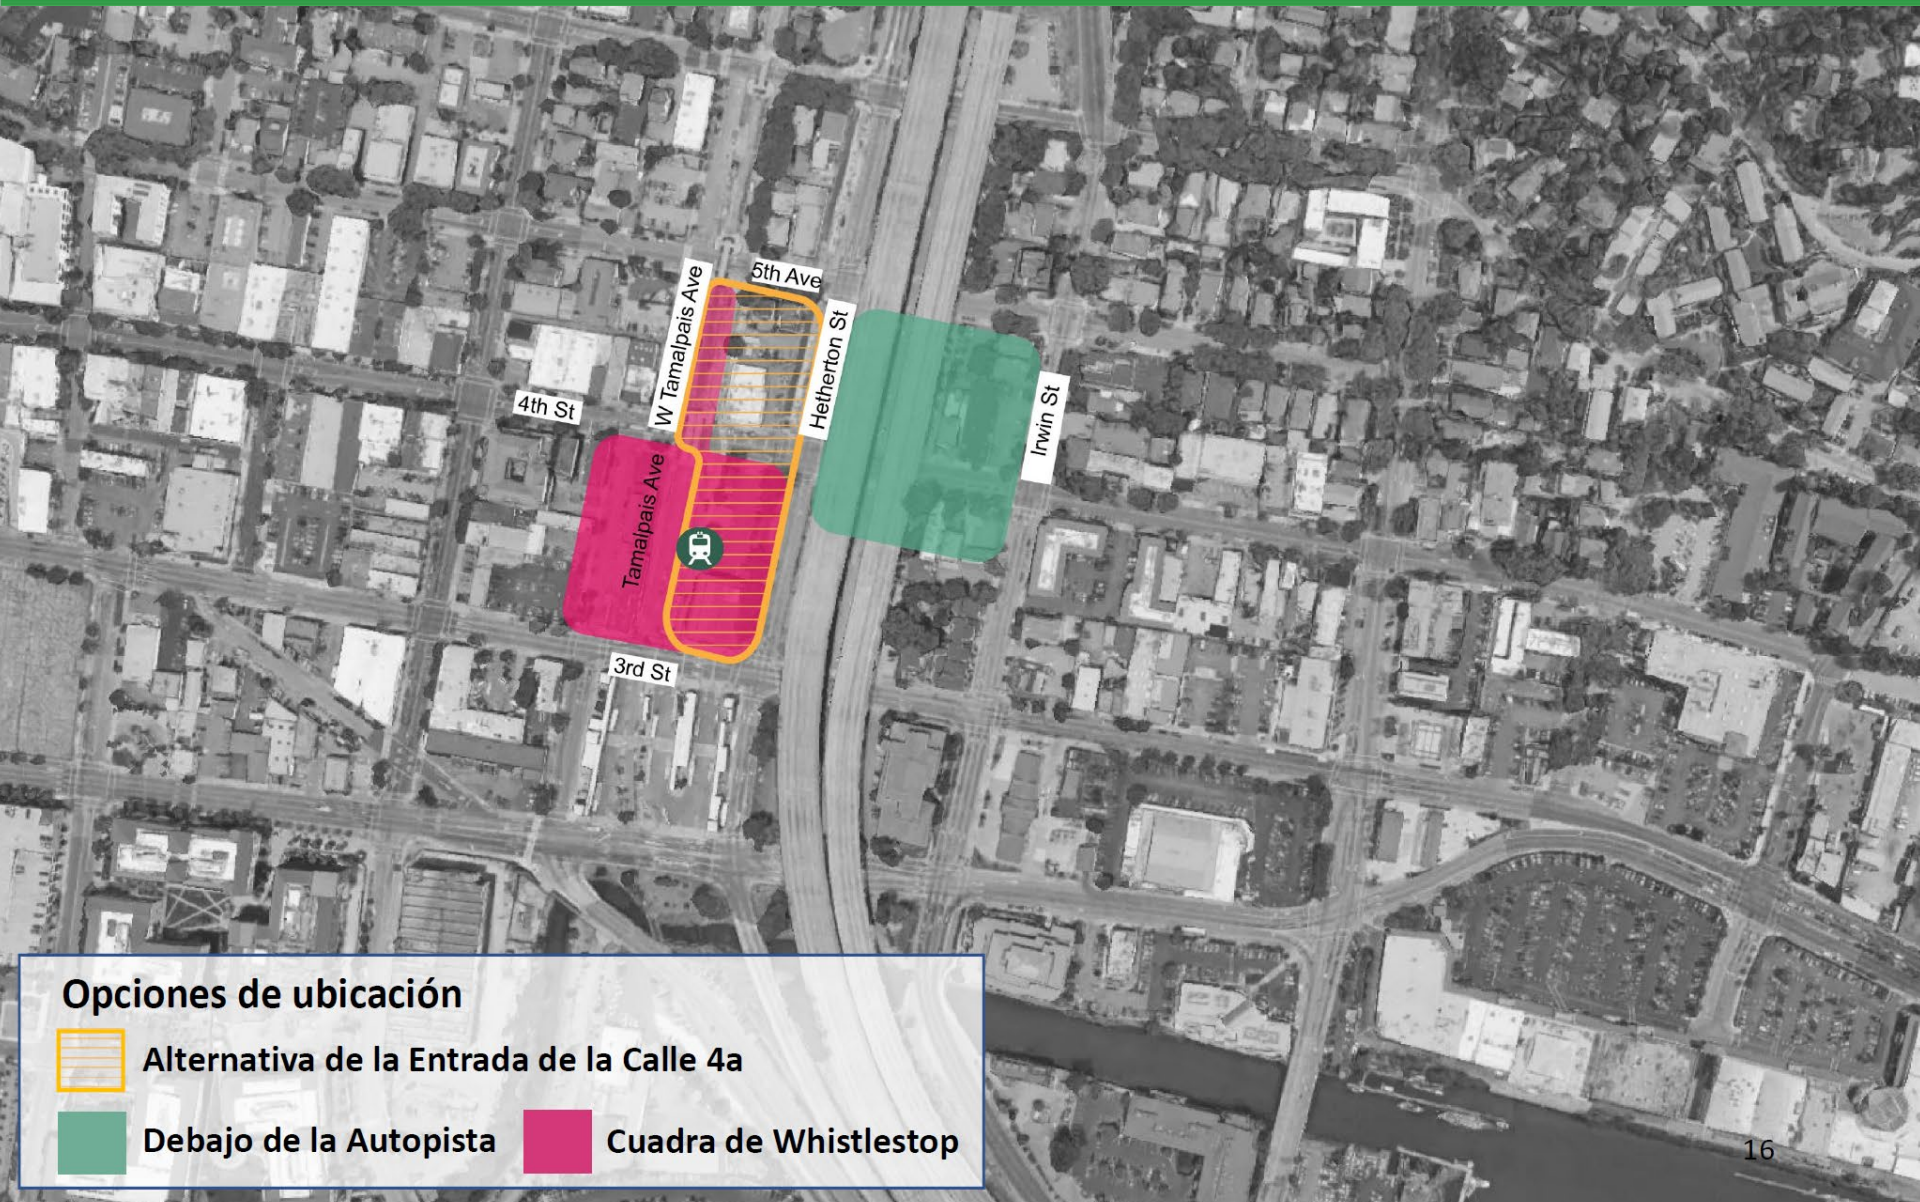 5th Ave
W Tamalpais Ave
Hetherton St
4th St
Irwin St
Tamalpais Ave
3rd St
Opciones de ubicación
Alternativa de la Entrada de la Calle 4a
Debajo de la Autopista
Cuadra de Whistlestop
16